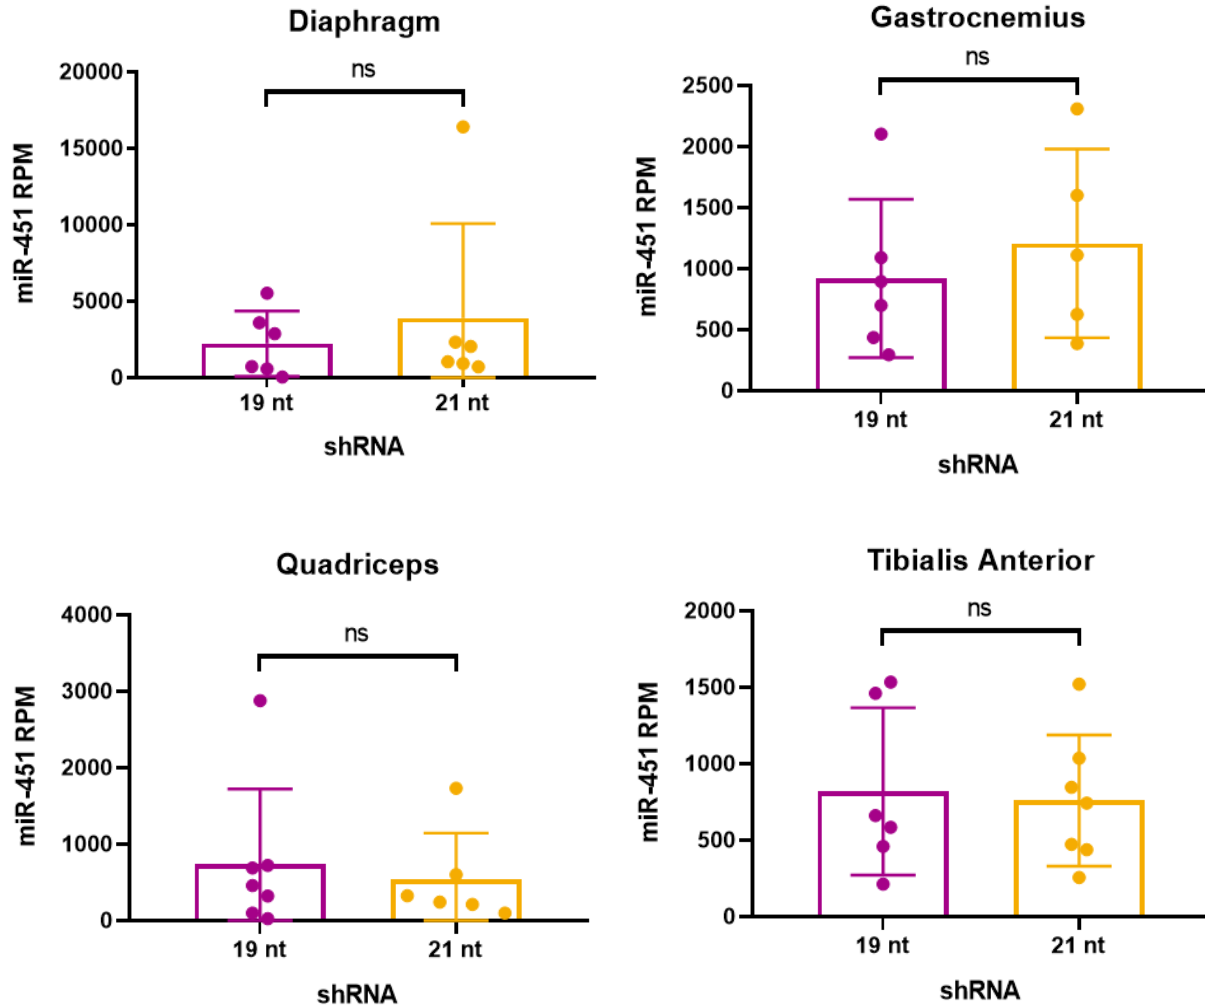 Diaphragm
ns
20000
15000
10000
5000
0
miR-451 RPM
19 nt
21 nt
shRNA
Gastrocnemius
ns
2500
2000
1500
1000
500
0
miR-451 RPM
19 nt
21 nt
shRNA
Quadriceps
ns
4000
3000
2000
1000
0
miR-451 RPM
19 nt
21 nt
shRNA
Tibialis Anterior
ns
2000
1500
1000
500
0
miR-451 RPM
19 nt
21 nt
shRNA